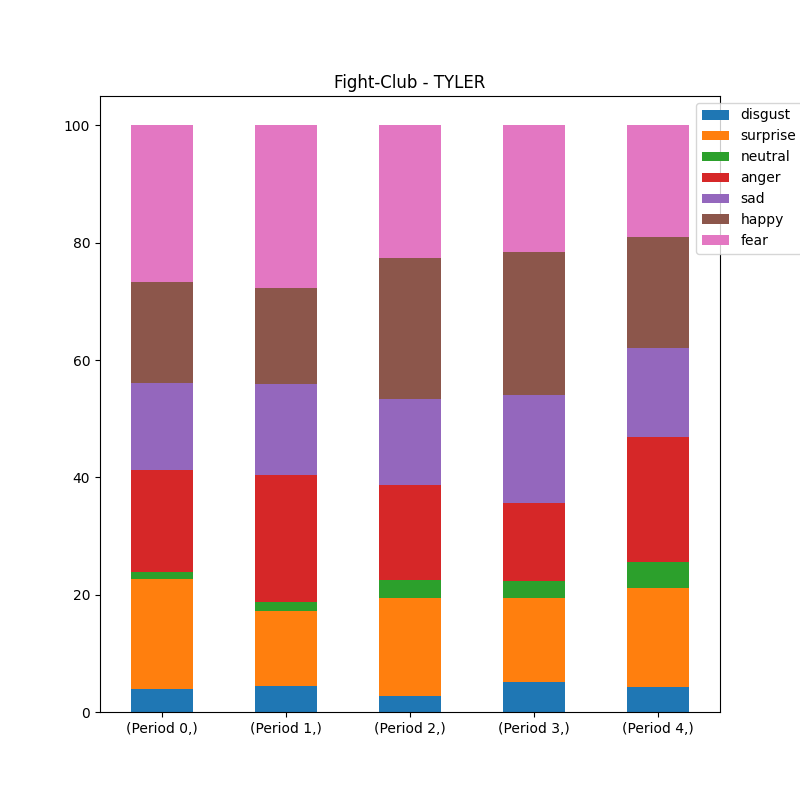 Fight-Club - TYLER
100
80
60
40
20
0
disgust
surprise
neutral
anger
sad
happy
fear
(Period 0,) (Period 1,) (Period 2,) (Period 3,) (Period 4,)